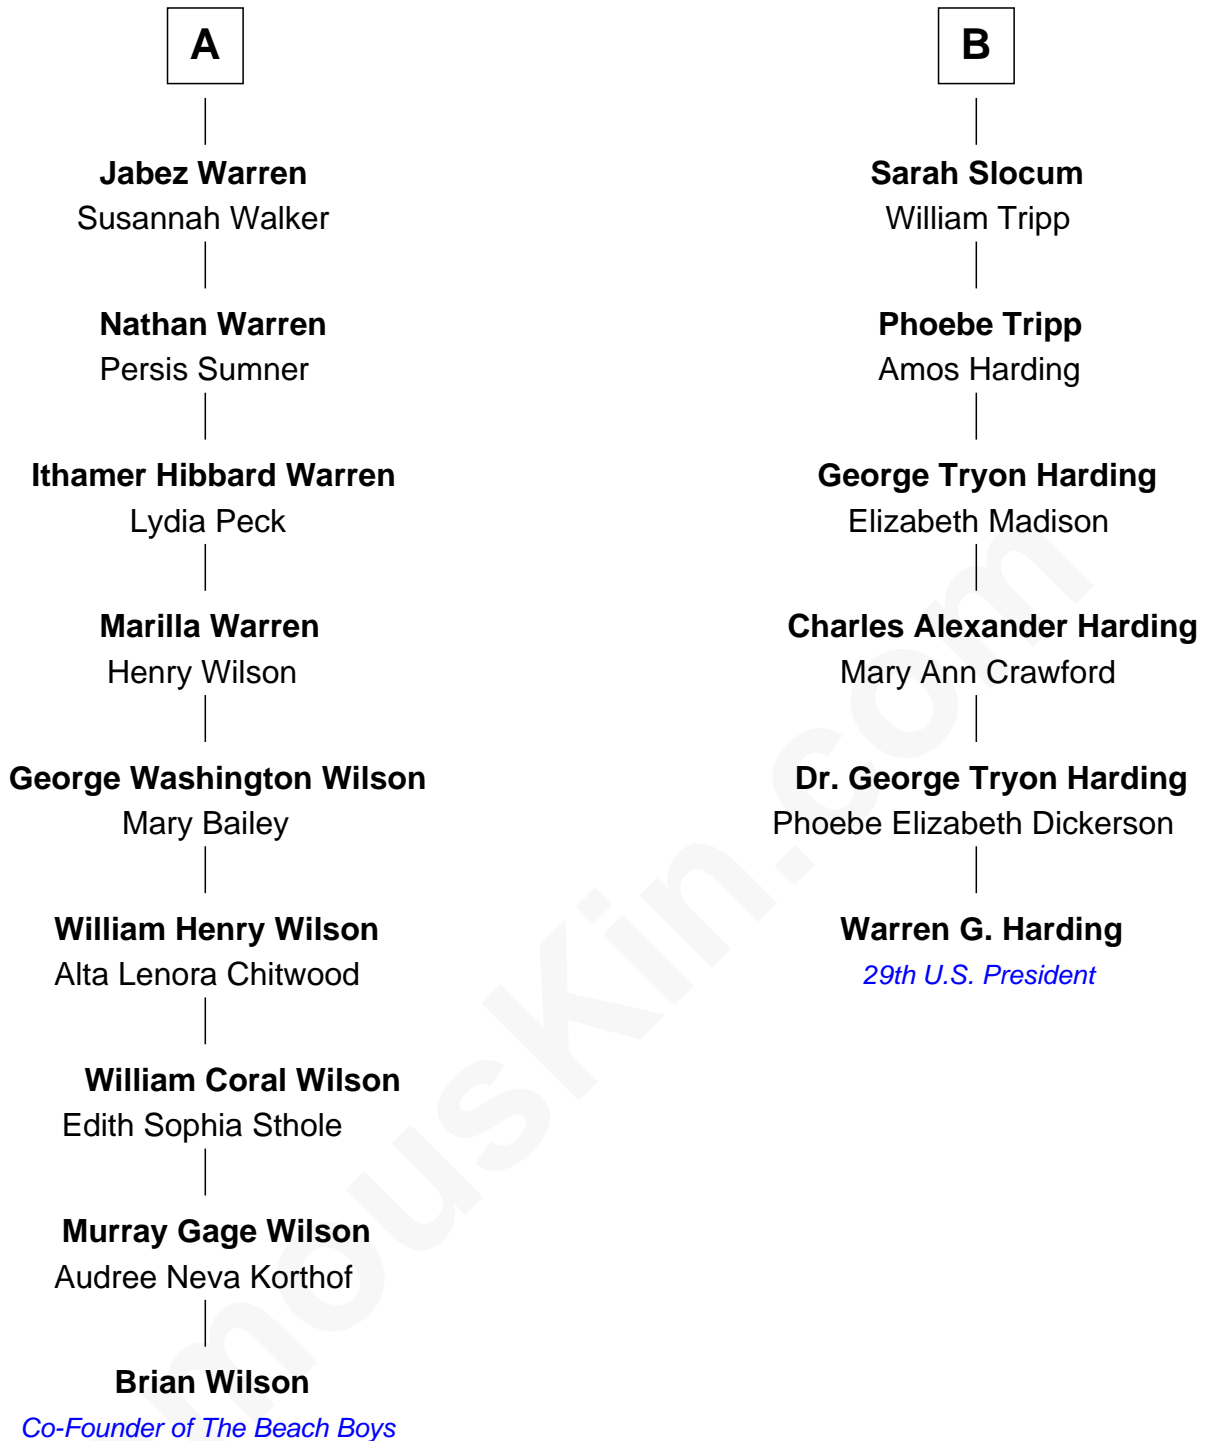 A
Jabez Warren
Susannah Walker
Nathan Warren
Persis Sumner
Ithamer Hibbard Warren
Lydia Peck
Marilla Warren
Henry Wilson
George Washington Wilson
Mary Bailey
William Henry Wilson
Alta Lenora Chitwood
William Coral Wilson
Edith Sophia Sthole
Murray Gage Wilson
Audree Neva Korthof
Brian Wilson
Co-Founder of The Beach Boys
B
Sarah Slocum
William Tripp
Phoebe Tripp
Amos Harding
George Tryon Harding
Elizabeth Madison
Charles Alexander Harding
Mary Ann Crawford
Dr. George Tryon Harding
Phoebe Elizabeth Dickerson
Warren G. Harding
29th U.S. President
mousKin.com